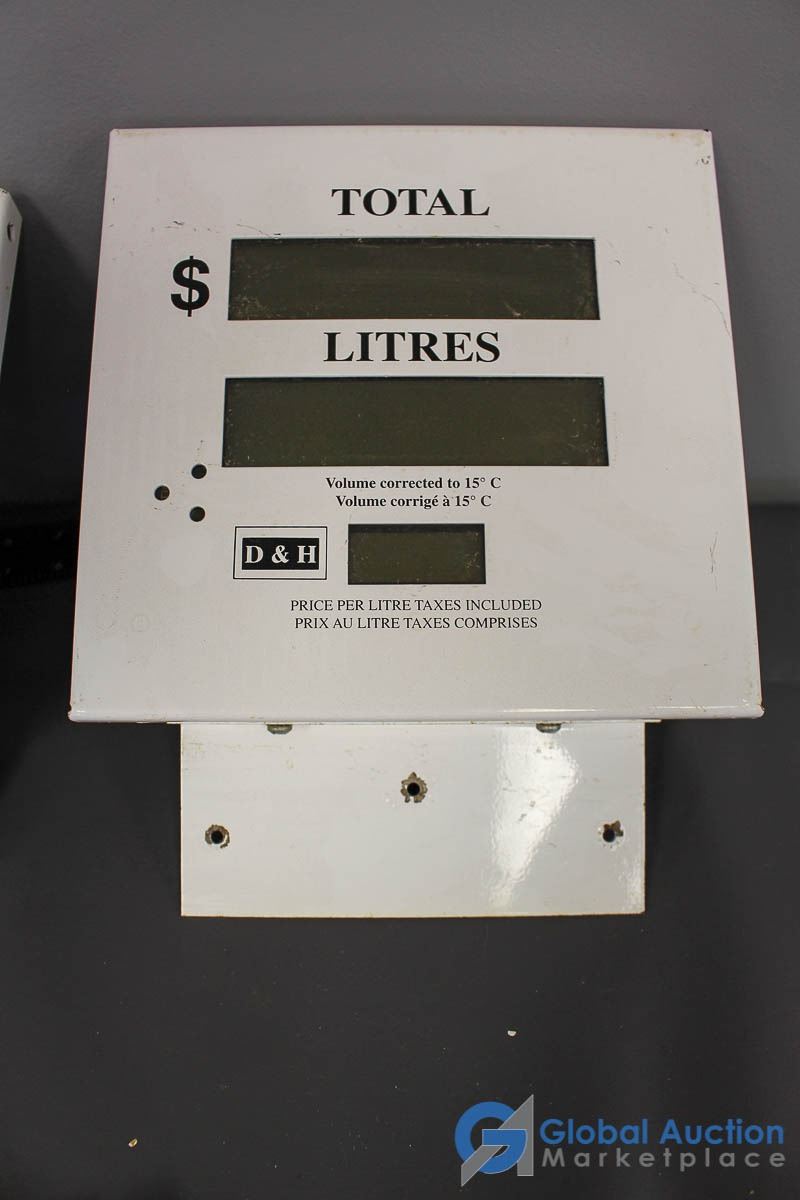 TOTAL
$
LITRES
Volume corrected to 15° C
Volume corrigé à 15° C
D & H
PRICE PER LITRE TAXES INCLUDED
PRIX AU LITRE TAXES COMPRISES
Global Auction
Marketplace